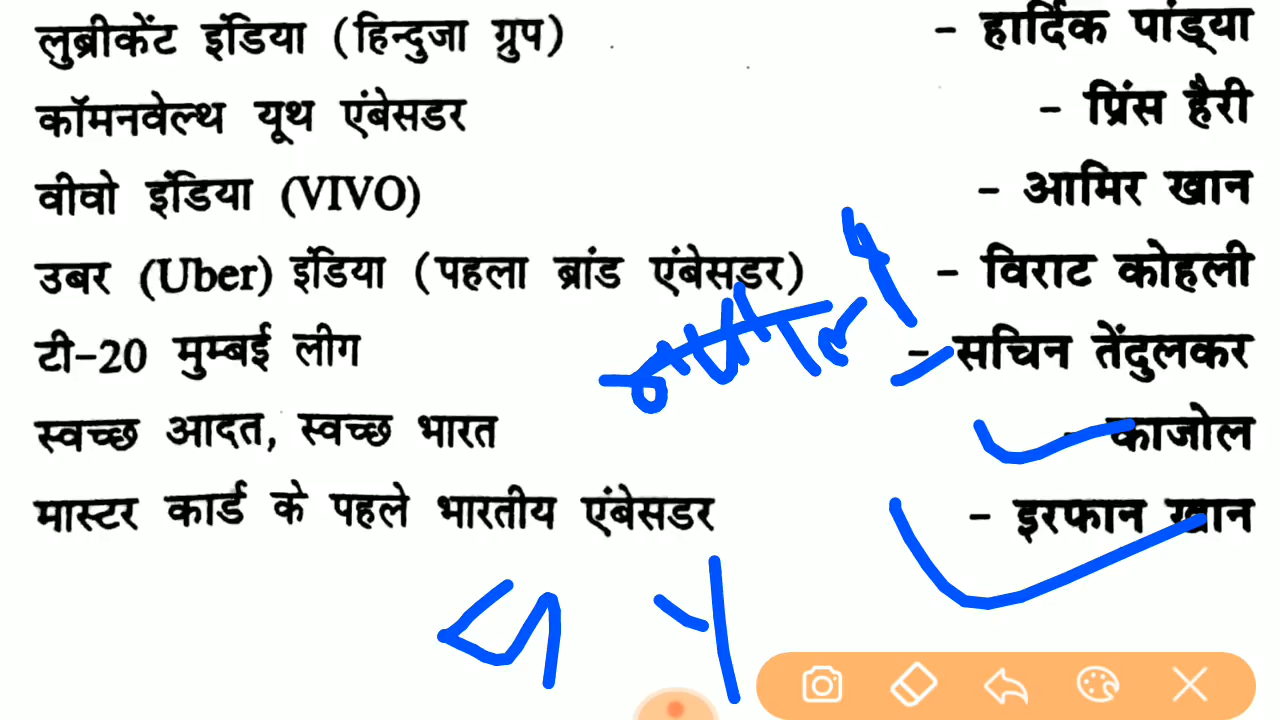 लुब्रीकेंट इंडिया (हिन्दुजा ग्रुप) - हार्दिक पांड्या
कॉमनवेल्थ यूथ एंबेसडर - प्रिंस हैरी
वीवो इंडिया (VIVO) - आमिर खान
उबर (Uber) इंडिया (पहला ब्रांड एंबेसडर) - विराट कोहली
टी-20 मुम्बई लीग - सचिन तेंदुलकर
स्वच्छ आदत, स्वच्छ भारत - काजोल
मास्टर कार्ड के पहले भारतीय एंबेसडर - इरफान खान